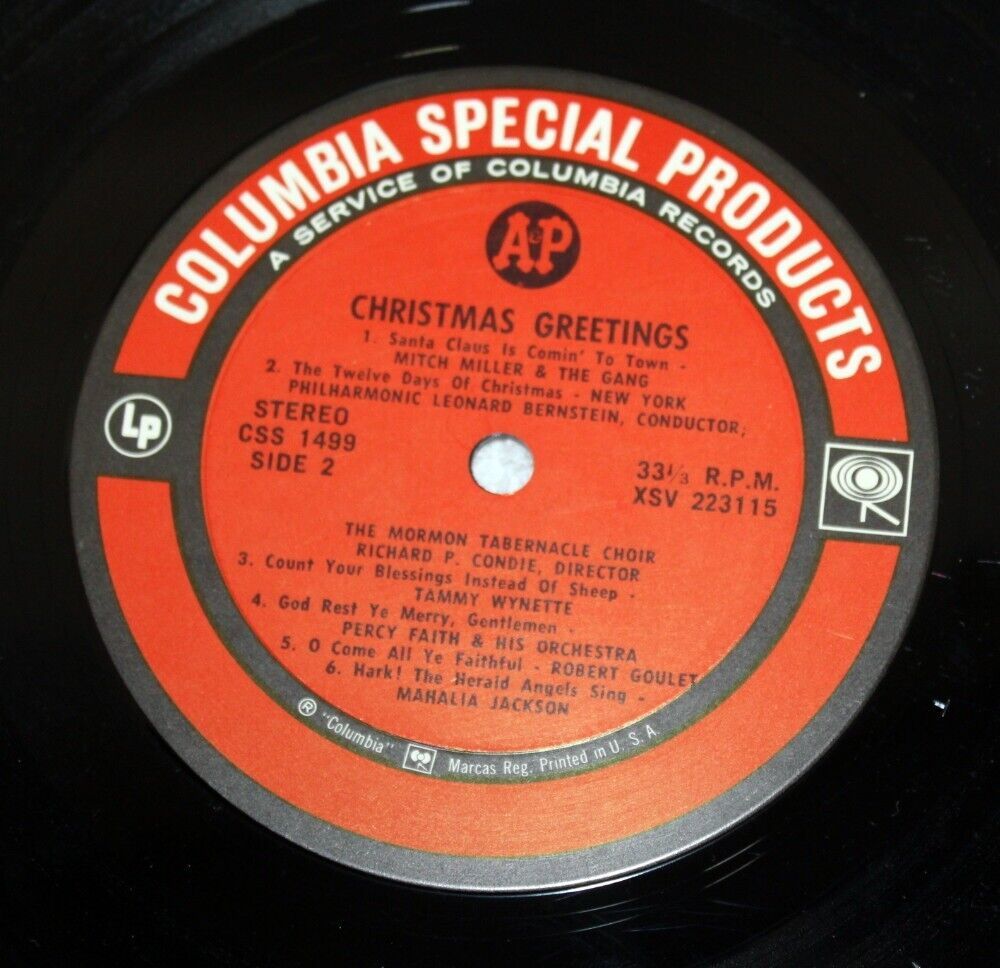 COLUMBIA SPECIAL PRODUCTS
A SERVICE OF COLUMBIA RECORDS
A&P
CHRISTMAS GREETINGS
1. Santa Claus Is Comin' To Town -
MITCH MILLER & THE GANG
2. The Twelve Days Of Christmas - NEW YORK
PHILHARMONIC LEONARD BERNSTEIN, CONDUCTOR;
LP
STEREO
CSS 1499
SIDE 2
33⅓ R.P.M.
XSV 223115
THE MORMON TABERNACLE CHOIR
RICHARD P. CONDIE, DIRECTOR
3. Count Your Blessings Instead Of Sheep -
TAMMY WYNETTE
4. God Rest Ye Merry, Gentlemen -
PERCY FAITH & HIS ORCHESTRA
5. O Come All Ye Faithful - ROBERT GOULET
6. Hark! The Herald Angels Sing -
MAHALIA JACKSON
® "Columbia" Marcas Reg. Printed in U. S. A.